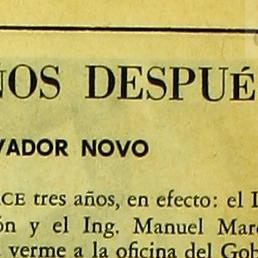 ÑOS DESPUÉ
VADOR NOVO
CE tres años, en efecto: el
ón y el Ing. Manuel Mar
verme a la oficina del Gob